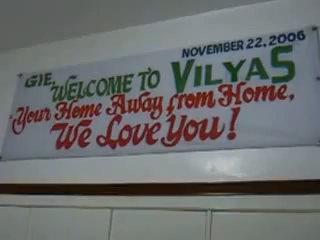 NOVEMBER 22, 2006
GIE, WELCOME TO VILYAS
Your Home Away from Home.
We Love You!